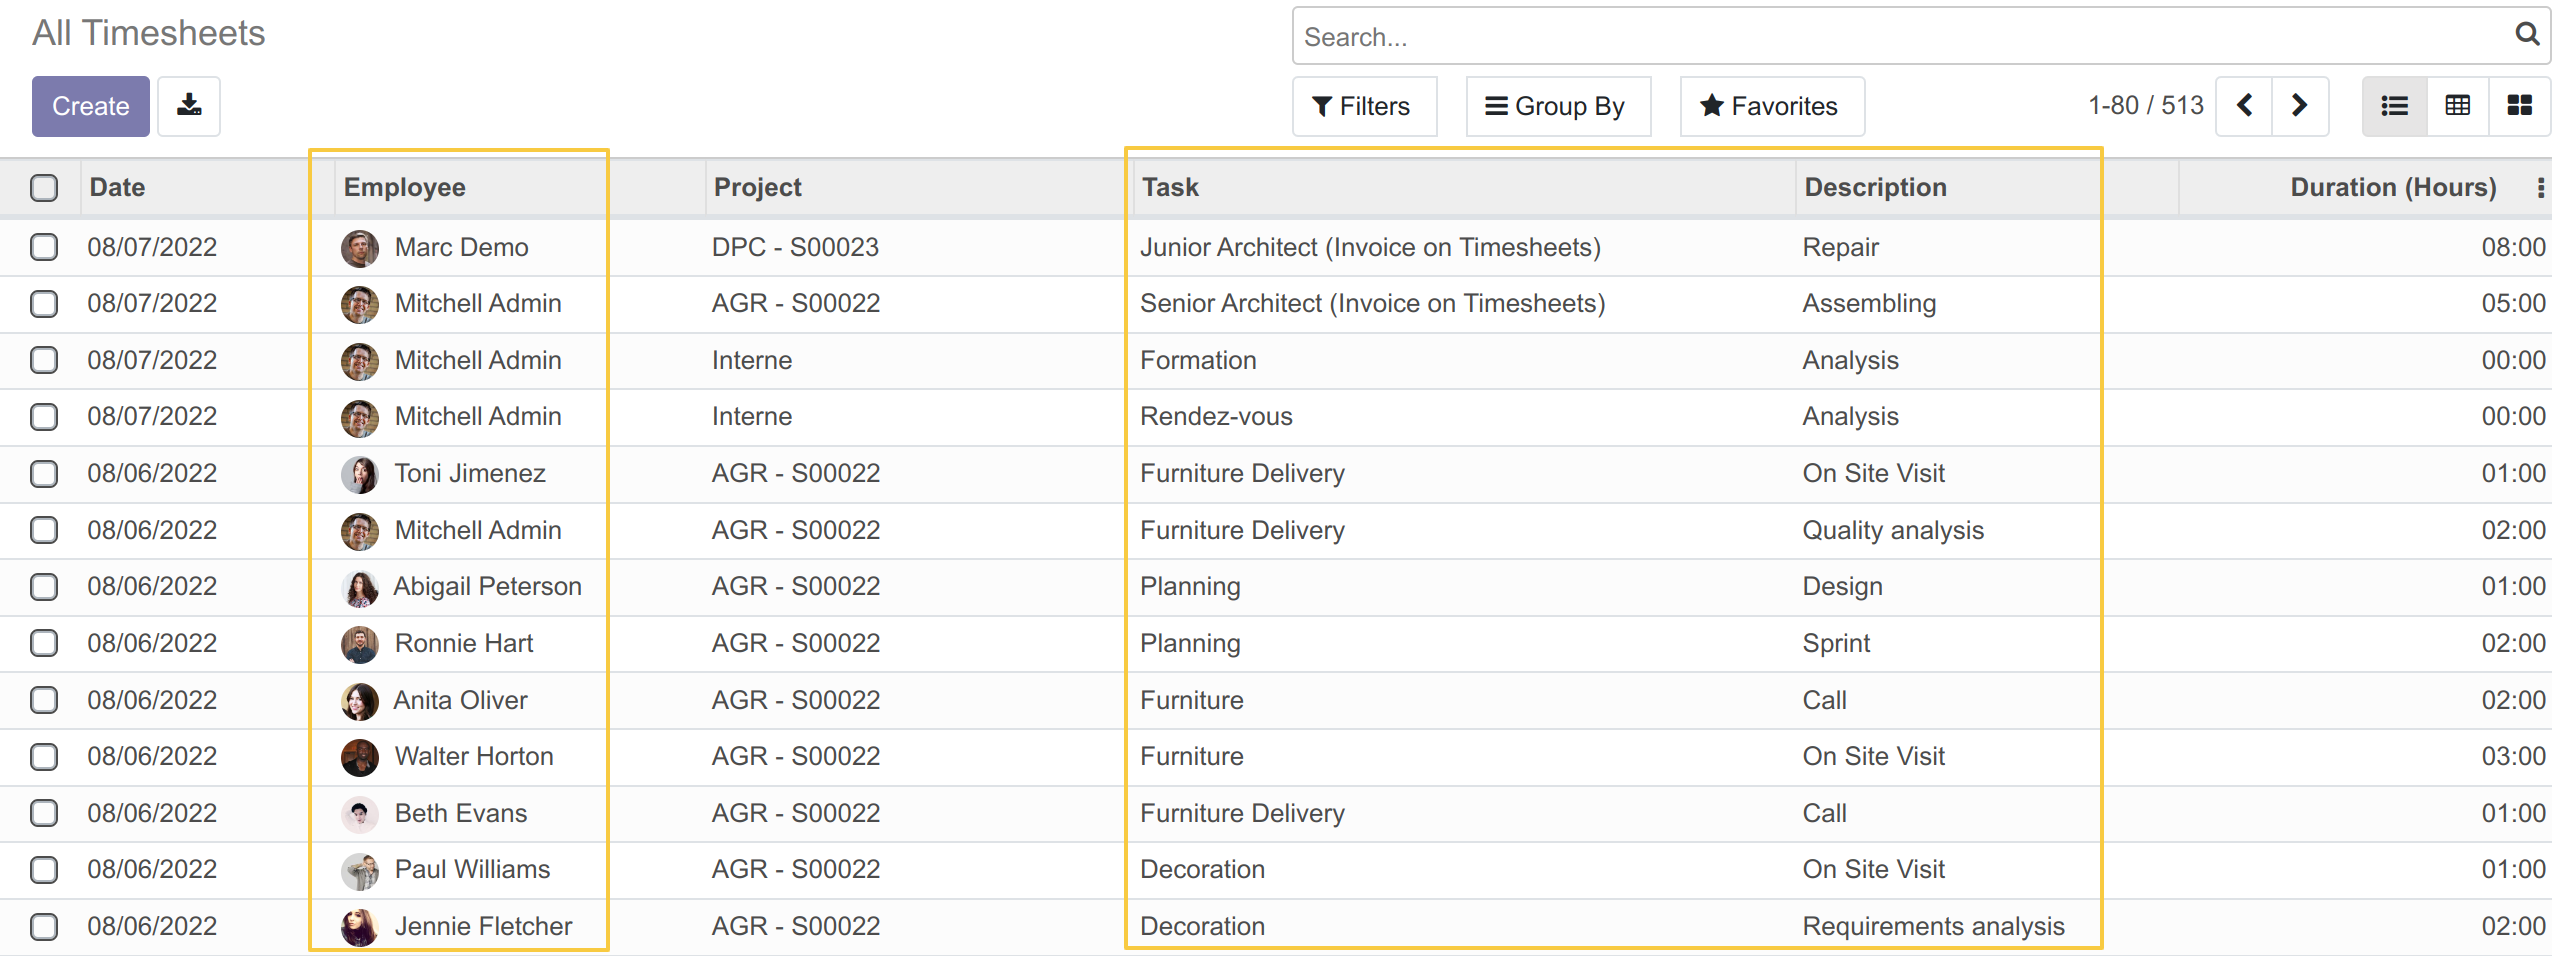 All Timesheets
Search...
Create
Filters
Group By
Favorites
1-80 / 513
Date Employee Project Task Description Duration (Hours)
08/07/2022 Marc Demo DPC - S00023 Junior Architect (Invoice on Timesheets) Repair 08:00
08/07/2022 Mitchell Admin AGR - S00022 Senior Architect (Invoice on Timesheets) Assembling 05:00
08/07/2022 Mitchell Admin Interne Formation Analysis 00:00
08/07/2022 Mitchell Admin Interne Rendez-vous Analysis 00:00
08/06/2022 Toni Jimenez AGR - S00022 Furniture Delivery On Site Visit 01:00
08/06/2022 Mitchell Admin AGR - S00022 Furniture Delivery Quality analysis 02:00
08/06/2022 Abigail Peterson AGR - S00022 Planning Design 01:00
08/06/2022 Ronnie Hart AGR - S00022 Planning Sprint 02:00
08/06/2022 Anita Oliver AGR - S00022 Furniture Call 02:00
08/06/2022 Walter Horton AGR - S00022 Furniture On Site Visit 03:00
08/06/2022 Beth Evans AGR - S00022 Furniture Delivery Call 01:00
08/06/2022 Paul Williams AGR - S00022 Decoration On Site Visit 01:00
08/06/2022 Jennie Fletcher AGR - S00022 Decoration Requirements analysis 02:00